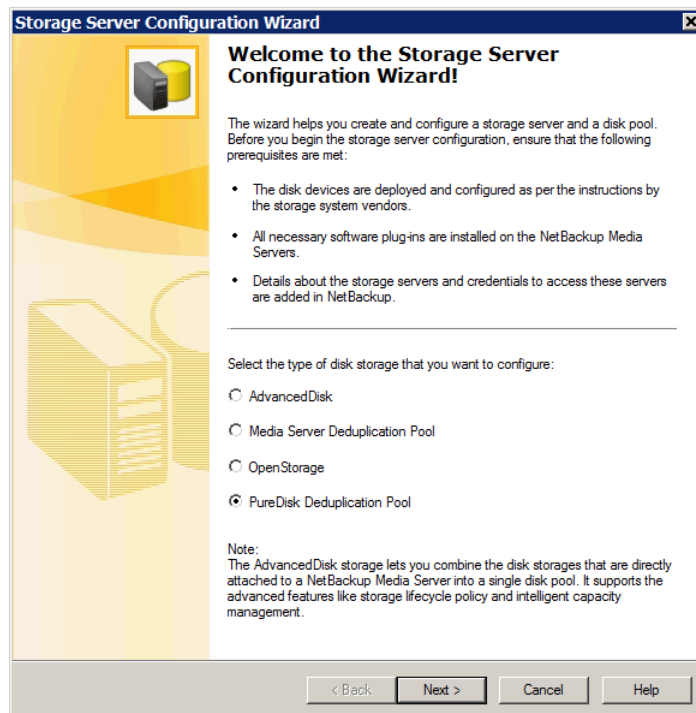 Storage Server Configuration Wizard
Welcome to the Storage Server
Configuration Wizard!
The wizard helps you create and configure a storage server and a disk pool.
Before you begin the storage server configuration, ensure that the following
prerequisites are met:
• The disk devices are deployed and configured as per the instructions by
the storage system vendors.
• All necessary software plug-ins are installed on the NetBackup Media
Servers.
• Details about the storage servers and credentials to access these servers
are added in NetBackup.
Select the type of disk storage that you want to configure:
AdvancedDisk
Media Server Deduplication Pool
OpenStorage
PureDisk Deduplication Pool
Note:
The AdvancedDisk storage lets you combine the disk storages that are directly
attached to a NetBackup Media Server into a single disk pool. It supports the
advanced features like storage lifecycle policy and intelligent capacity
management.
< Back Next > Cancel Help